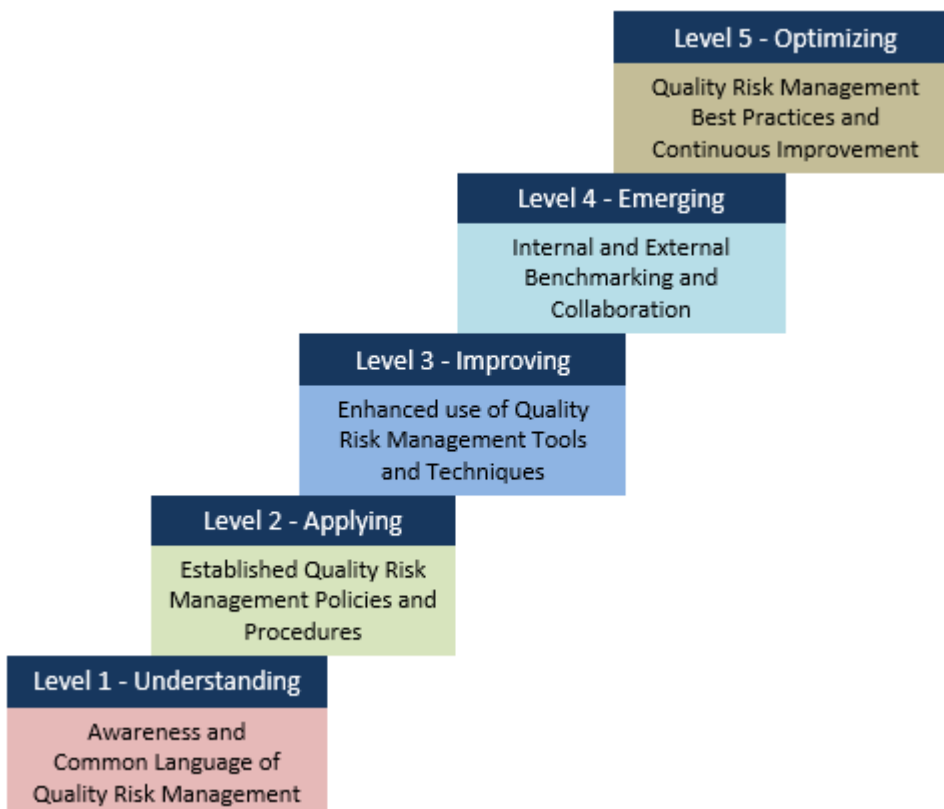 Level 5 - Optimizing
Quality Risk Management
Best Practices and
Continuous Improvement
Level 4 - Emerging
Internal and External
Benchmarking and
Collaboration
Level 3 - Improving
Enhanced use of Quality
Risk Management Tools
and Techniques
Level 2 - Applying
Established Quality Risk
Management Policies and
Procedures
Level 1 - Understanding
Awareness and
Common Language of
Quality Risk Management